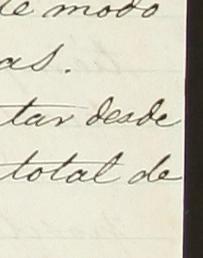 de modo
as.
tar desde
total de